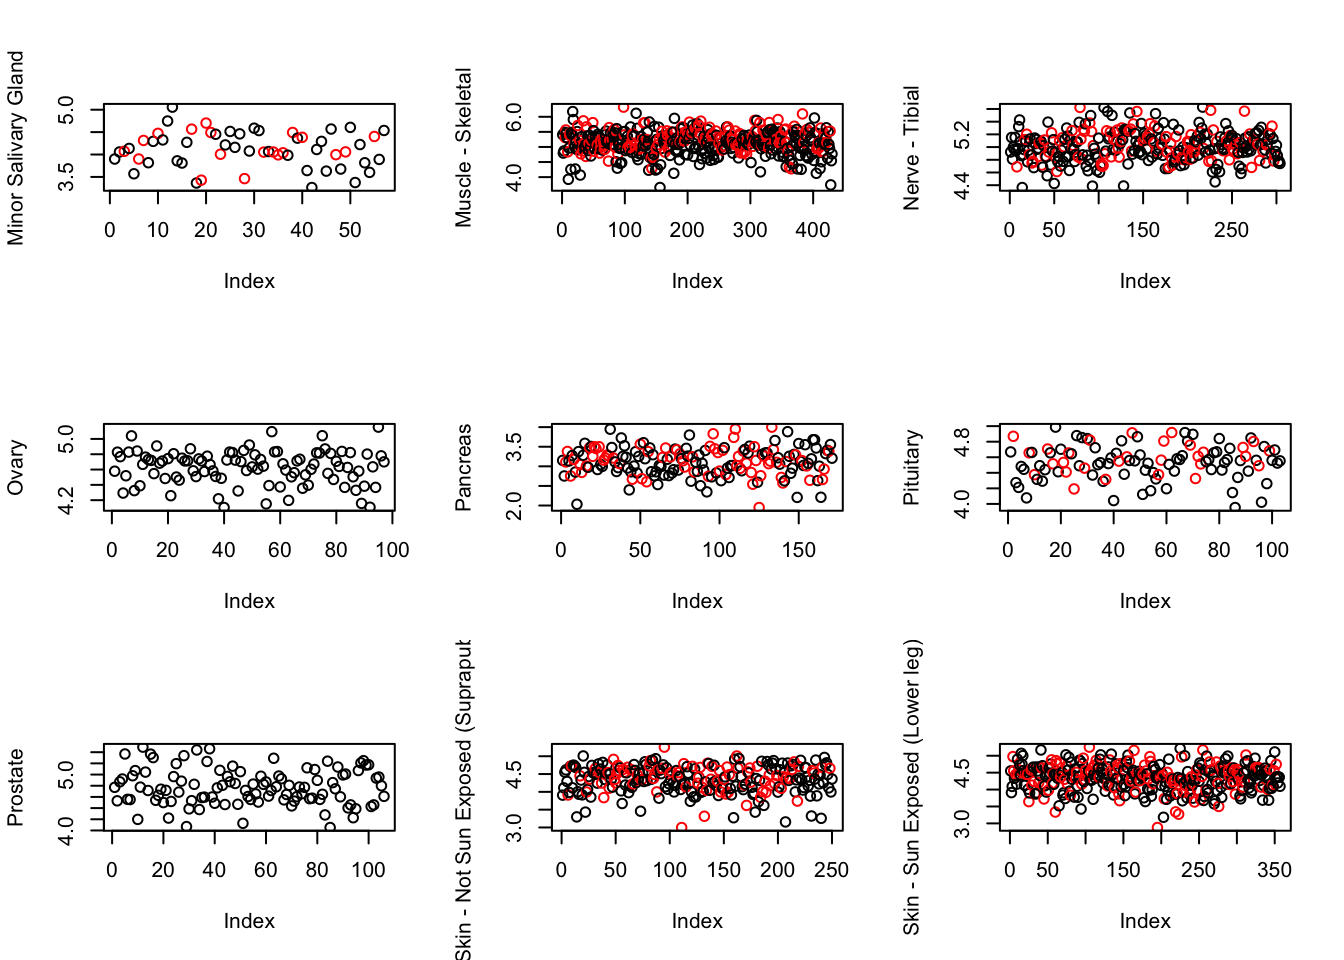 Minor Salivary Gland
3.5 5.0
0 10 20 30 40 50
Index
Muscle - Skeletal
4.0 6.0
0 100 200 300 400
Index
Nerve - Tibial
4.4 5.2
0 50 150 250
Index
Ovary
4.2 5.0
0 20 40 60 80 100
Index
Pancreas
2.0 3.5
0 50 100 150
Index
Pituitary
4.0 4.8
0 20 40 60 80 100
Index
Prostate
4.0 5.0
0 20 40 60 80 100
Index
Skin - Not Sun Exposed (Suprapub
3.0 4.5
0 50 100 150 200 250
Index
Skin - Sun Exposed (Lower leg)
3.0 4.5
0 50 150 250 350
Index